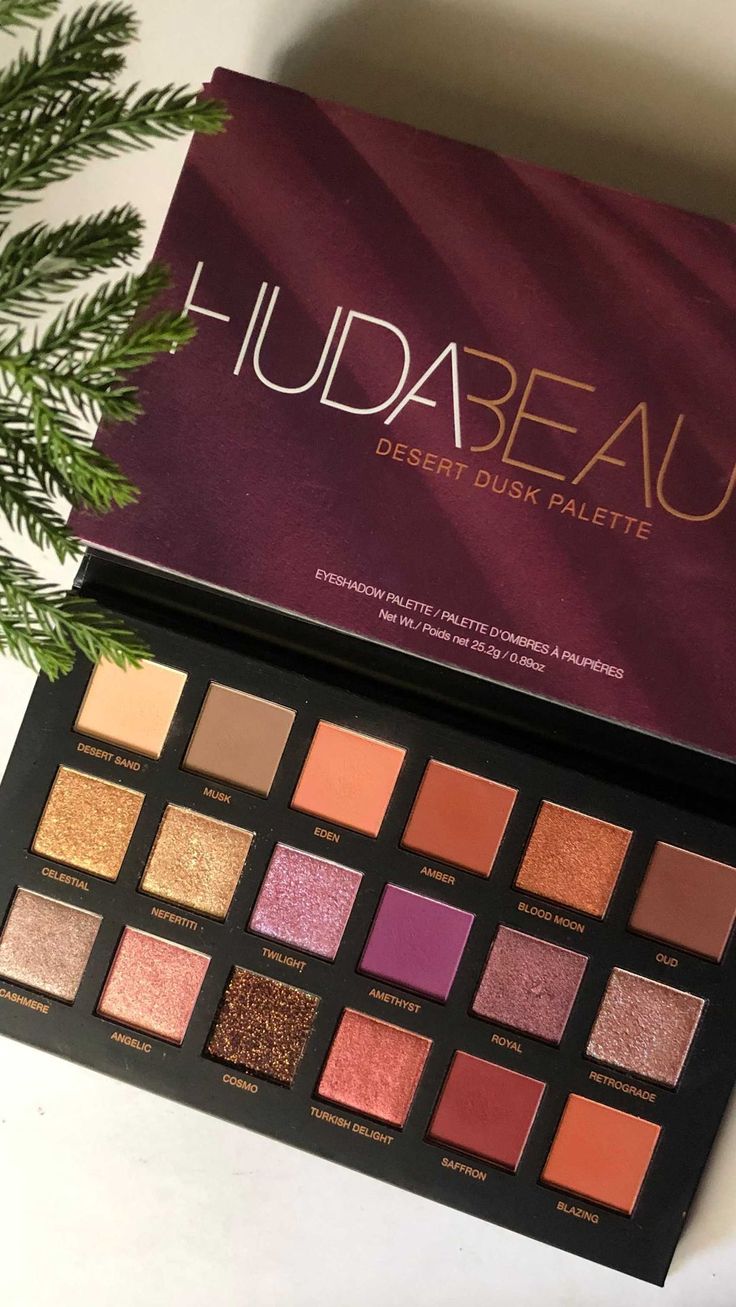 HUDABEAU
DESERT DUSK PALETTE
EYESHADOW PALETTE / PALETTE D'OMBRES À PAUPIÈRES
Net Wt./ Poids net 25.2g / 0.89oz
DESERT SAND
MUSK
EDEN
AMBER
BLOOD MOON
OUD
CELESTIAL
NEFERTITI
TWILIGHT
AMETHYST
ROYAL
RETROGRADE
CASHMERE
ANGELIC
COSMO
TURKISH DELIGHT
SAFFRON
BLAZING